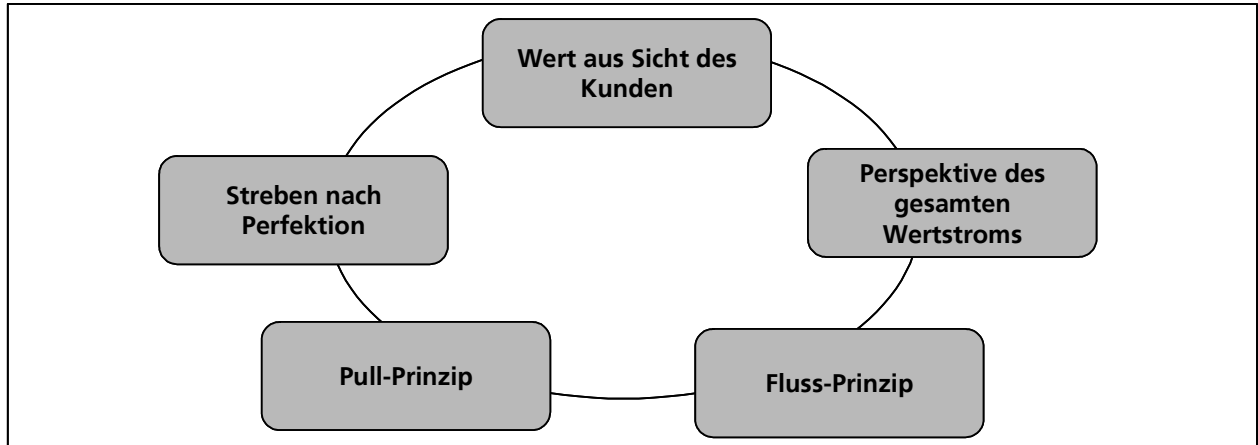 Wert aus Sicht des
Kunden
Perspektive des
gesamten
Wertstroms
Fluss-Prinzip
Pull-Prinzip
Streben nach
Perfektion